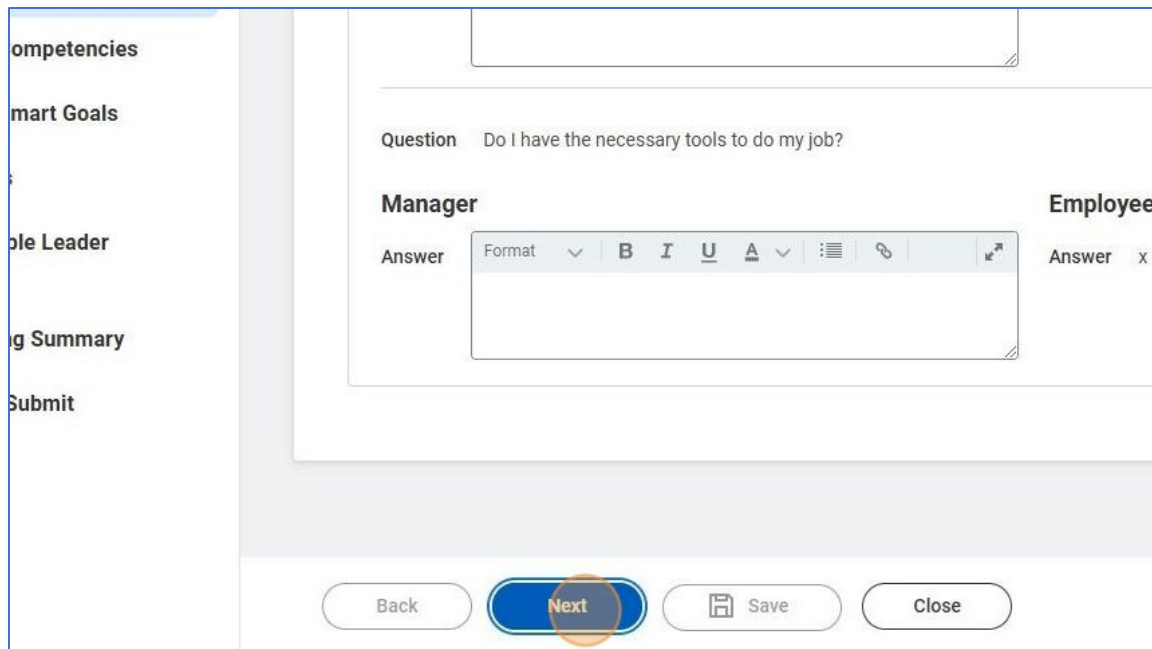 ompetencies
mart Goals
s
ble Leader
g Summary
Submit
Question Do I have the necessary tools to do my job?
Manager
Employee
Answer Format B I U A
Answer x
Back Next Save Close